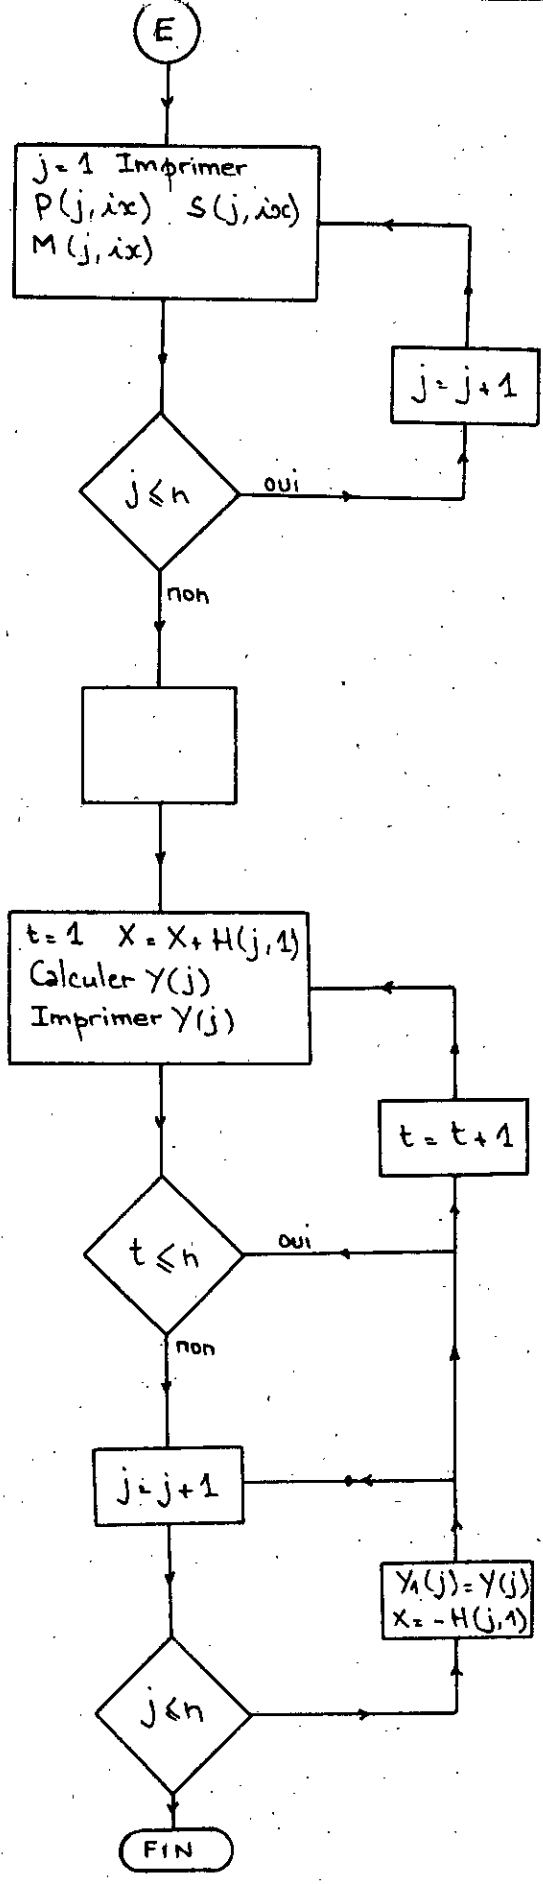 E
j = 1 Imprimer
P(j, ix) S(j, ix)
M(j, ix)
j = j + 1
j ⩽ n
oui
non
t = 1 X = X + H(j, 1)
Calculer Y(j)
Imprimer Y(j)
t = t + 1
t ⩽ n
oui
non
j = j + 1
Y1(j) = Y(j)
X = - H(j, 1)
j ⩽ n
FIN